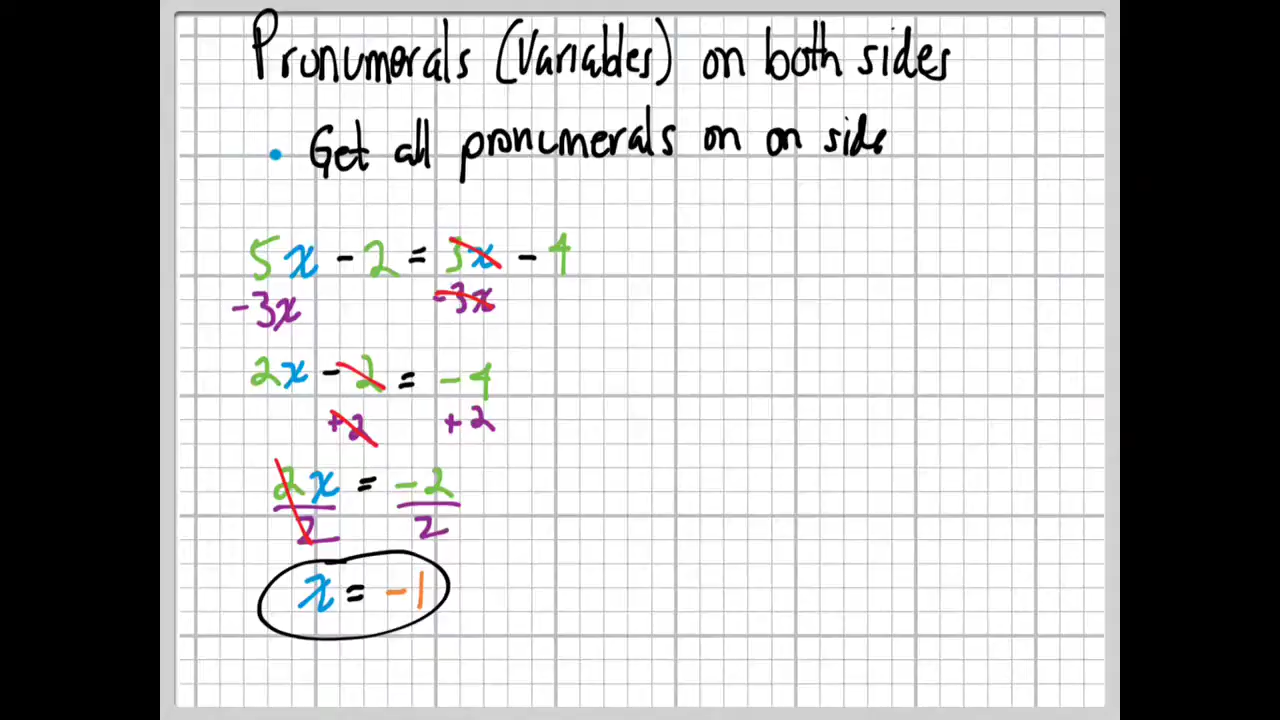 Pronumerals (Variables) on both sides
• Get all pronumerals on on side
5x - 2 = 3x - 4
-3x -3x
2x - 2 = -4
+2 +2
2x = -2
2 2
x = -1